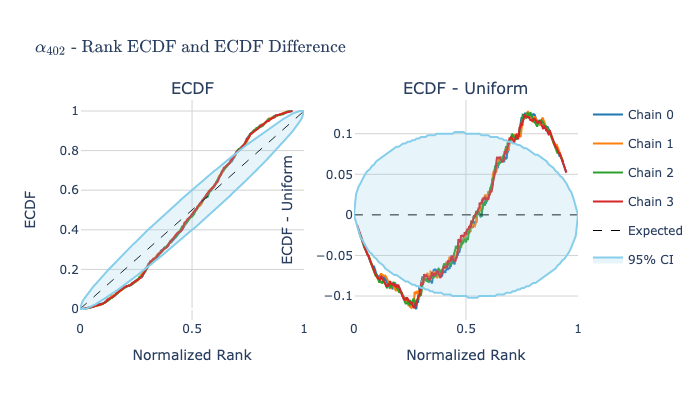 α402 - Rank ECDF and ECDF Difference
ECDF
ECDF - Uniform
ECDF
1
0.8
0.6
0.4
0.2
0
0
0.5
1
Normalized Rank
ECDF - Uniform
0.1
0.05
0
−0.05
−0.1
0
0.5
1
Normalized Rank
Chain 0
Chain 1
Chain 2
Chain 3
Expected
95% CI